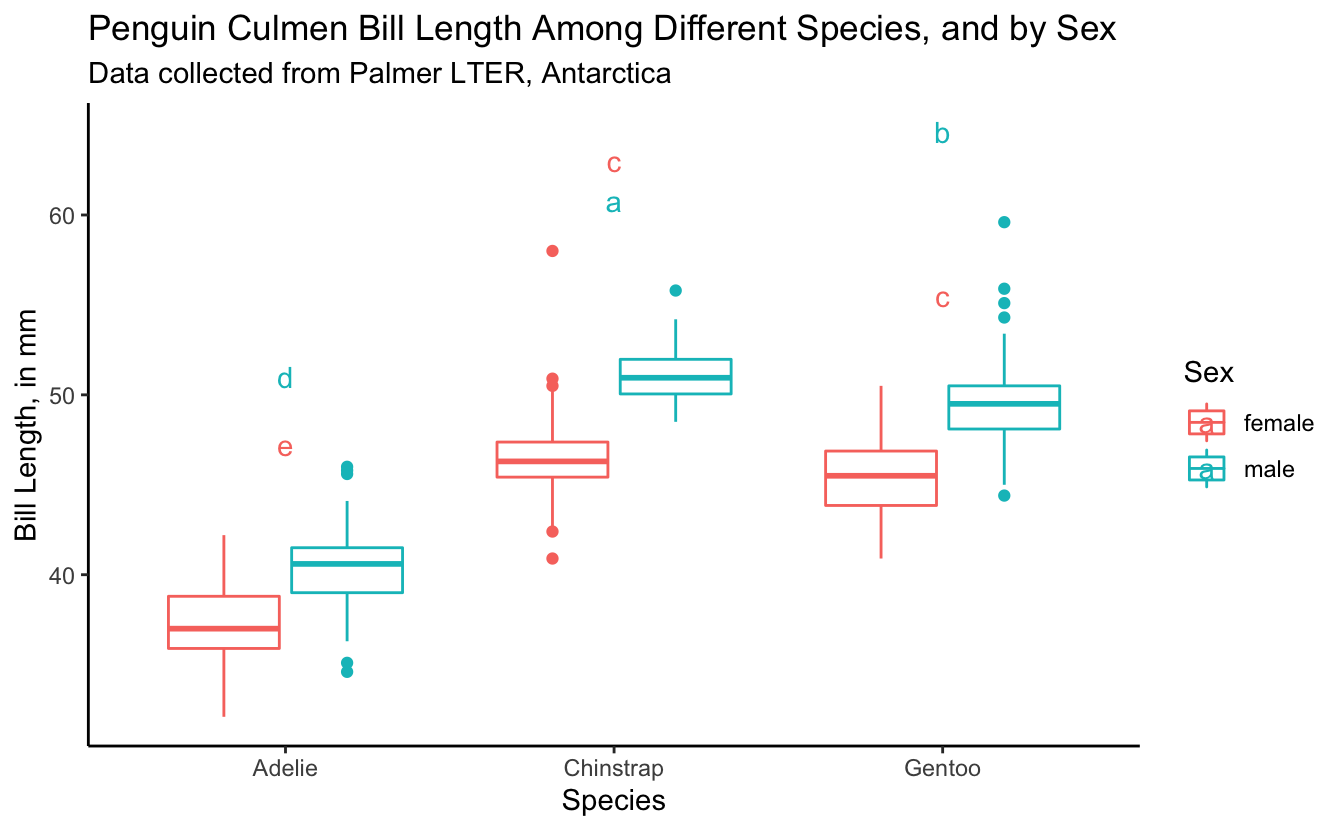 Penguin Culmen Bill Length Among Different Species, and by Sex
Data collected from Palmer LTER, Antarctica
b
c
a
60
c
d
50
e
40
Bill Length, in mm
Sex
a female
a male
Adelie Chinstrap Gentoo
Species